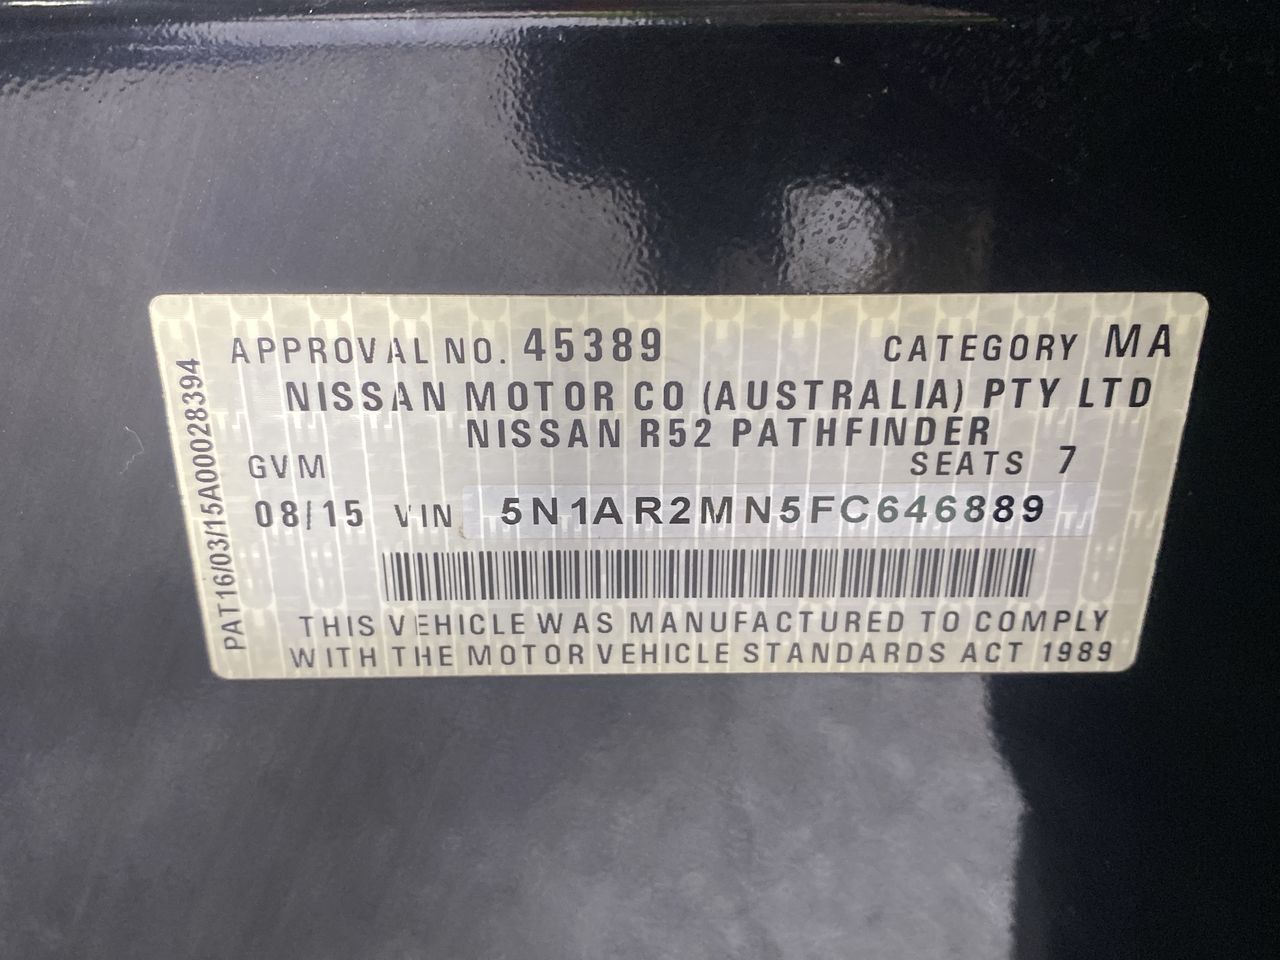 APPROVAL NO. 45389 CATEGORY MA
NISSAN MOTOR CO (AUSTRALIA) PTY LTD
NISSAN R52 PATHFINDER
GVM SEATS 7
08/15 VIN 5N1AR2MN5FC646889
THIS VEHICLE WAS MANUFACTURED TO COMPLY
WITH THE MOTOR VEHICLE STANDARDS ACT 1989
PAT16/03/15A00028394